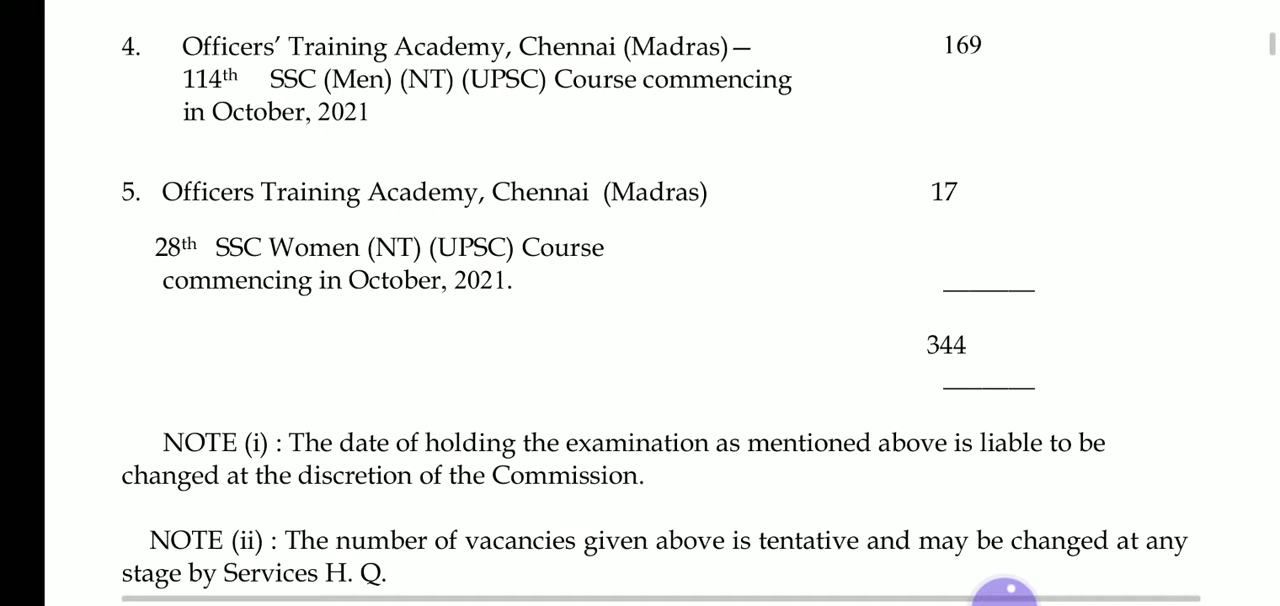 4. Officers’ Training Academy, Chennai (Madras)— 169
114th SSC (Men) (NT) (UPSC) Course commencing
in October, 2021
5. Officers Training Academy, Chennai (Madras) 17
28th SSC Women (NT) (UPSC) Course
commencing in October, 2021.
344
NOTE (i) : The date of holding the examination as mentioned above is liable to be
changed at the discretion of the Commission.
NOTE (ii) : The number of vacancies given above is tentative and may be changed at any
stage by Services H. Q.